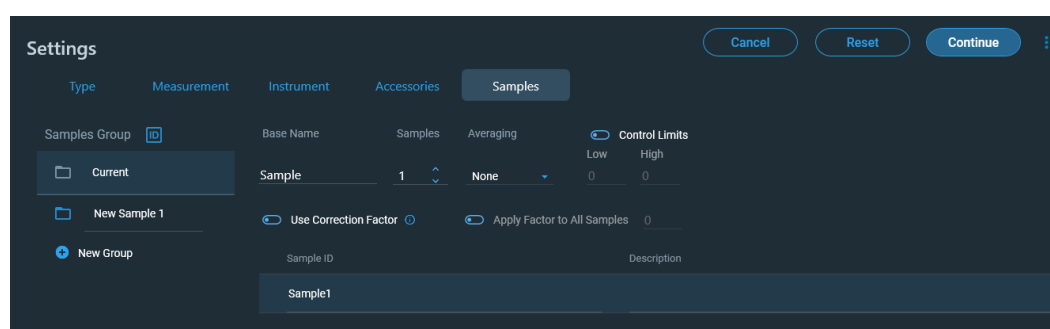 Settings
Cancel Reset Continue
Type Measurement Instrument Accessories Samples
Samples Group ID
Base Name Samples Averaging Control Limits
Low High
Current
Sample 1 None 0 0
New Sample 1
Use Correction Factor Apply Factor to All Samples 0
New Group
Sample ID Description
Sample1